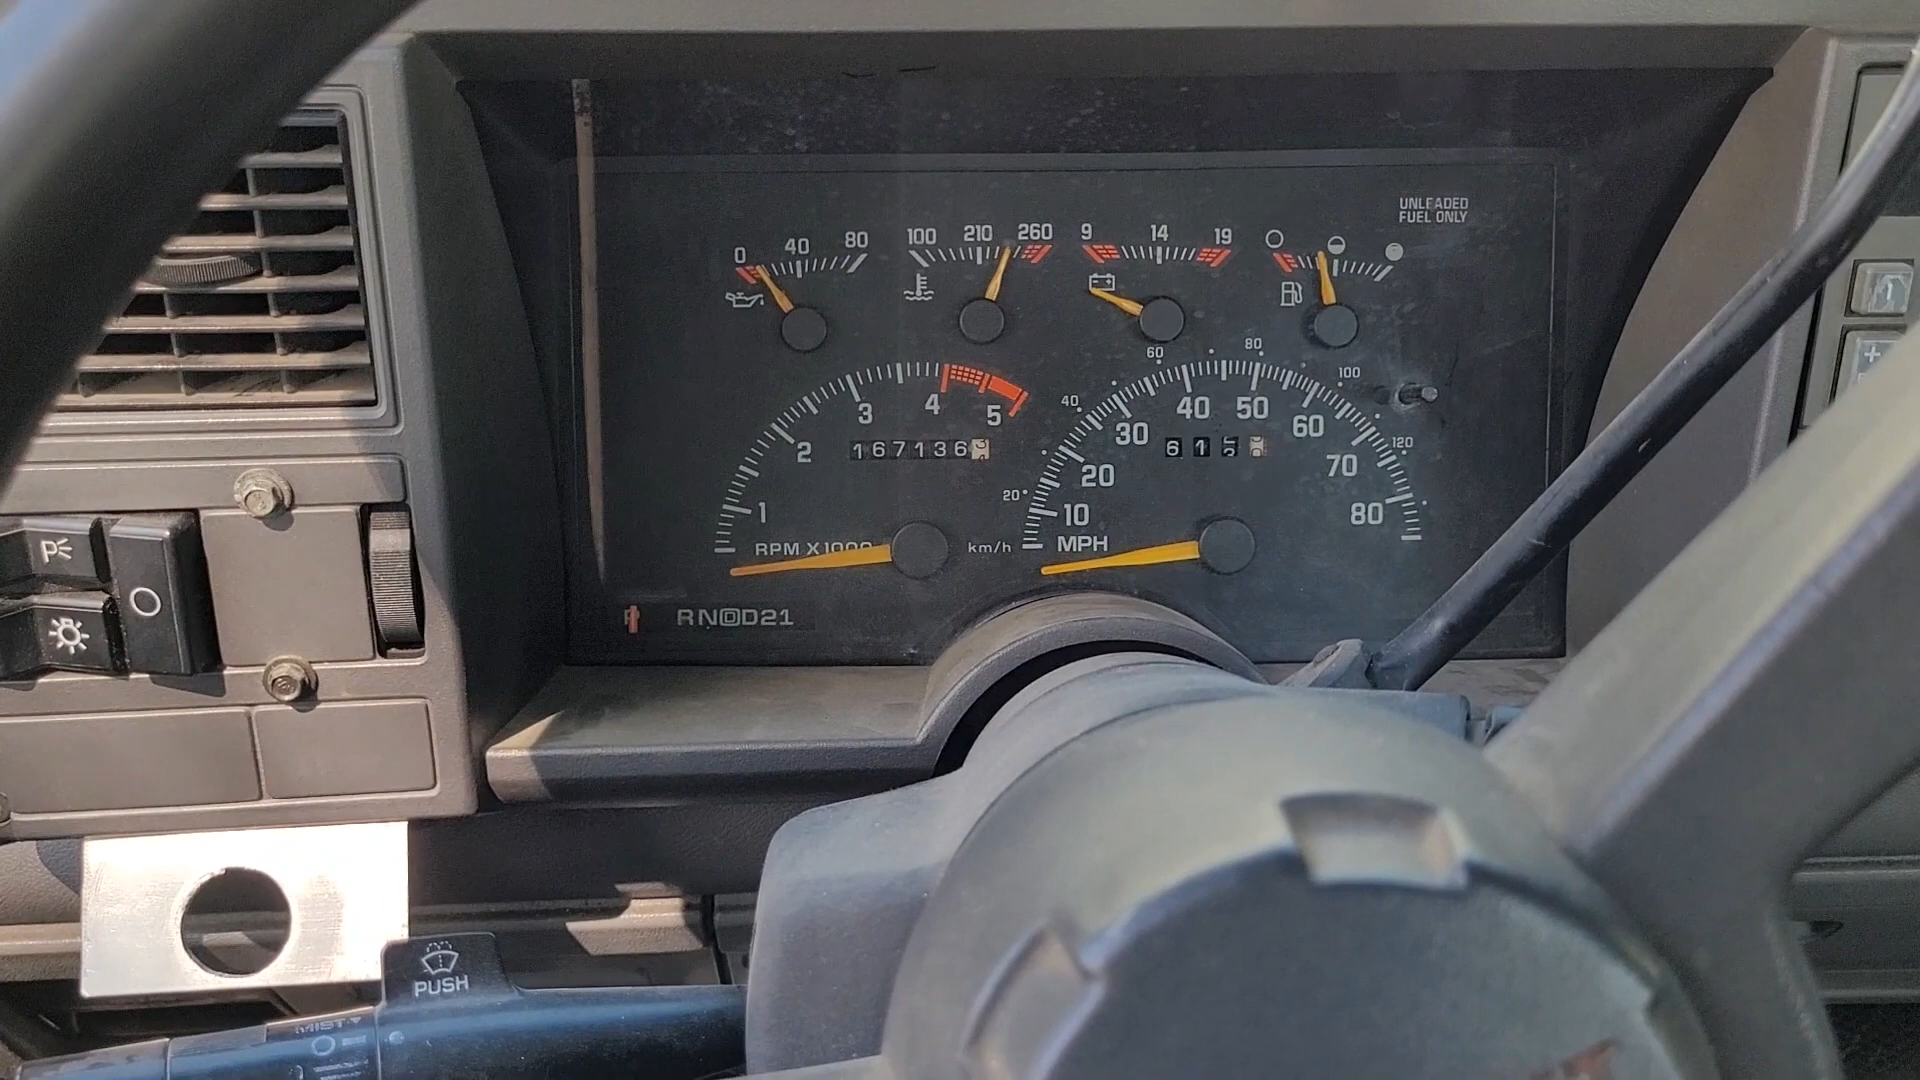 UNLEADED
FUEL ONLY
0 40 80
100 210 260
9 14 19
1 2 3 4 5
167136
RPM X1000
20 40 60 80 100 120
10 20 30 40 50 60 70 80
61
km/h
MPH
P RN D21
P
PUSH
MIST